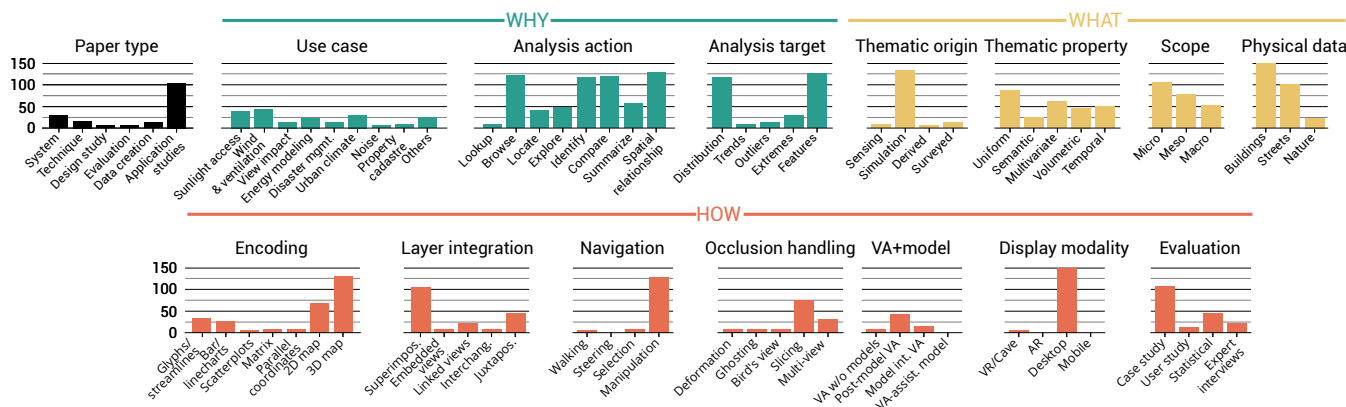 WHY
WHAT
Paper type
Use case
Analysis action
Analysis target
Thematic origin
Thematic property
Scope
Physical data
150
100
50
0
System
Technique
Design study
Evaluation
Data creation
Application
studies
Sunlight access
Wind
& ventilation
View impact
Energy modeling
Disaster mgmt.
Urban climate
Noise
Property
cadastre
Others
Lookup
Browse
Locate
Explore
Identify
Compare
Summarize
Spatial
relationship
Distribution
Trends
Outliers
Extremes
Features
Sensing
Simulation
Derived
Surveyed
Uniform
Semantic
Multivariate
Volumetric
Temporal
Micro
Meso
Macro
Buildings
Streets
Nature
HOW
Encoding
Layer integration
Navigation
Occlusion handling
VA+model
Display modality
Evaluation
150
100
50
0
Glyphs/
streamlines
Bar/
linecharts
Scatterplots
Matrix
Parallel
coordinates
2D map
3D map
Superimpos.
Embedded
views
Linked views
Interchang.
Juxtapos.
Walking
Steering
Selection
Manipulation
Deformation
Ghosting
Bird's view
Slicing
Multi-view
VA w/o models
Post-model VA
Model int. VA
VA-assist. model
VR/Cave
AR
Desktop
Mobile
Case study
User study
Statistical
Expert
interviews